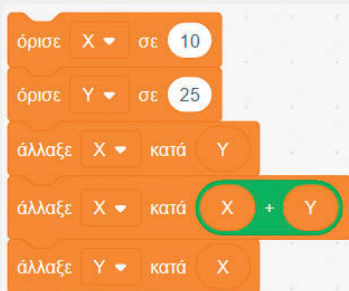 όρισε X σε 10
όρισε Y σε 25
άλλαξε X κατά Y
άλλαξε X κατά X + Y
άλλαξε Y κατά X